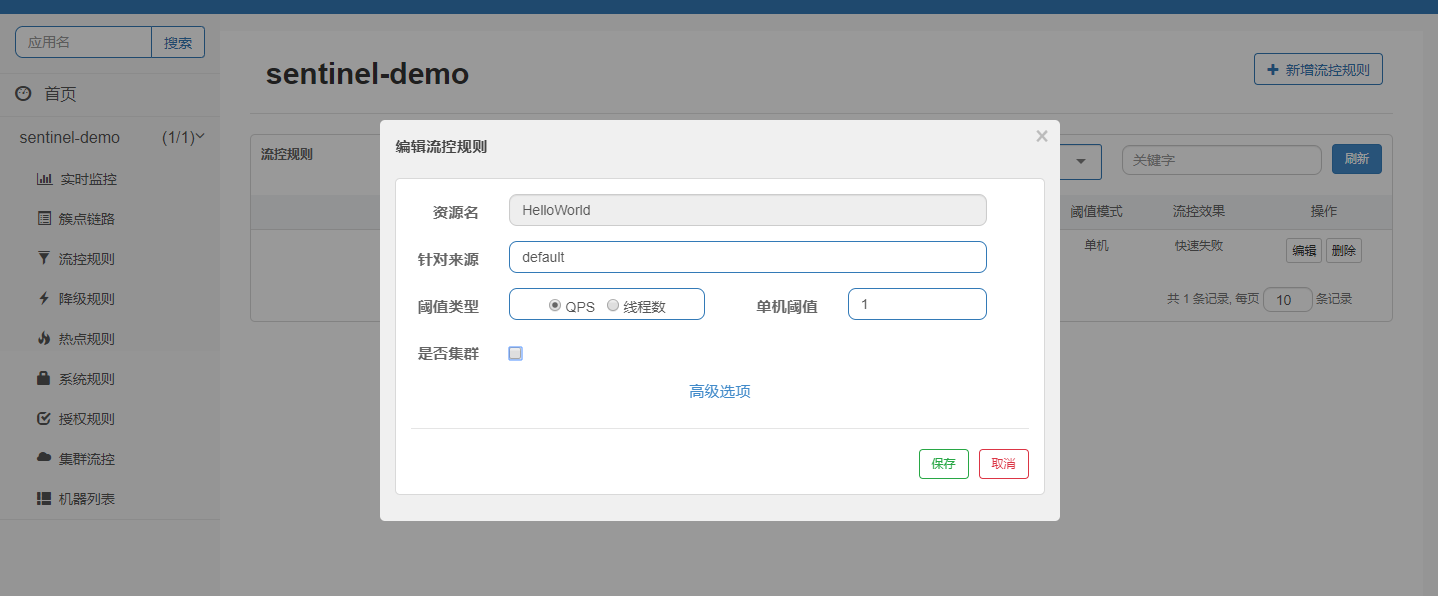 应用名 搜索
首页
sentinel-demo (1/1)
实时监控
簇点链路
流控规则
降级规则
热点规则
系统规则
授权规则
集群流控
机器列表
sentinel-demo
新增流控规则
流控规则
关键字 刷新
阈值模式 流控效果 操作
单机 快速失败 编辑 删除
共 1 条记录, 每页 10 条记录
编辑流控规则 ×
资源名 HelloWorld
针对来源 default
阈值类型 QPS 线程数 单机阈值 1
是否集群
高级选项
保存 取消